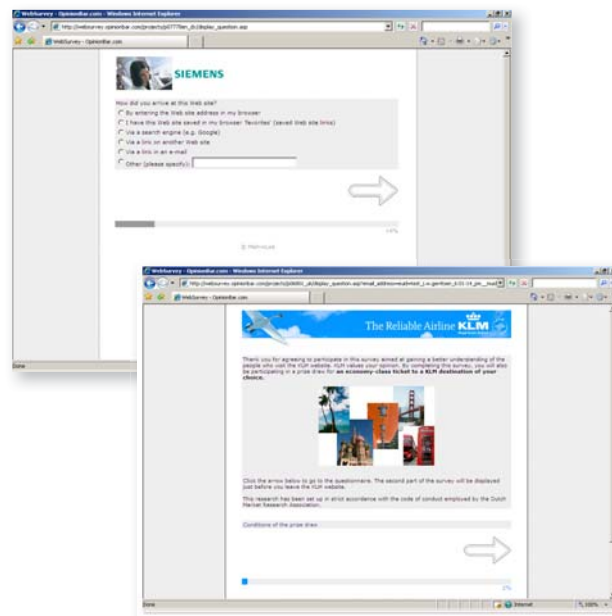 WebSurvey - OpinionBar.com - Windows Internet Explorer
WebSurvey - OpinionBar.com
SIEMENS
How did you arrive at this Web site?
By entering the Web site address in my browser
I have this Web site saved in my browser 'Favorites' (saved Web site links)
Via a search engine (e.g. Google)
Via a link on another Web site
Via a link in an e-mail
Other (please specify):
Done
WebSurvey - OpinionBar.com - Windows Internet Explorer
WebSurvey - OpinionBar.com
The Reliable Airline KLM
Thank you for agreeing to participate in this survey aimed at gaining a better understanding of the
people who visit the KLM website. KLM values your opinion. By completing this survey, you will also
be participating in a prize draw for an economy-class ticket to a KLM destination of your
choice.
Click the arrow below to go to the questionnaire. The second part of the survey will be displayed
just before you leave the KLM website.
This research has been set up in strict accordance with the code of conduct employed by the Dutch
Market Research Association.
Conditions of the prize draw
0%
Done
Internet
100%